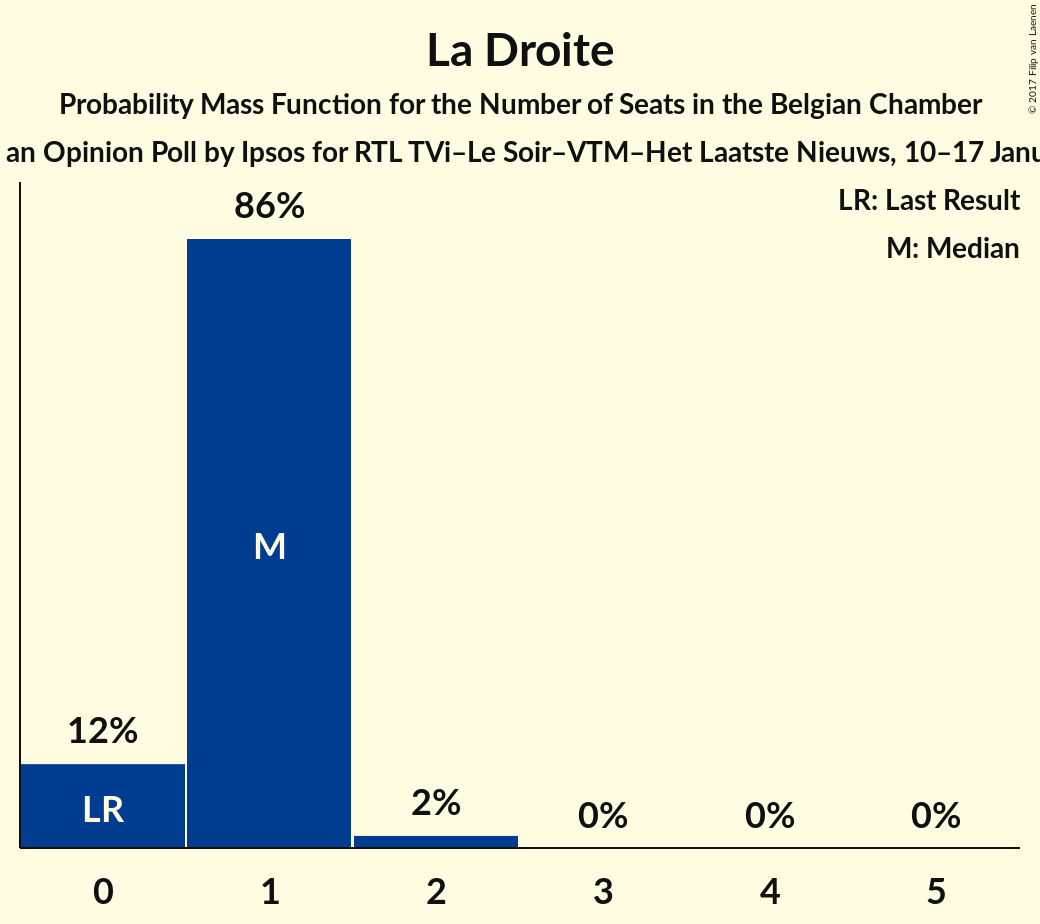 La Droite
Probability Mass Function for the Number of Seats in the Belgian Chamber
an Opinion Poll by Ipsos for RTL TVi–Le Soir–VTM–Het Laatste Nieuws, 10–17 Janu
© 2017 Filip van Laenen
LR: Last Result
M: Median
86%
M
12%
LR
2%
0%
0%
0%
0 1 2 3 4 5